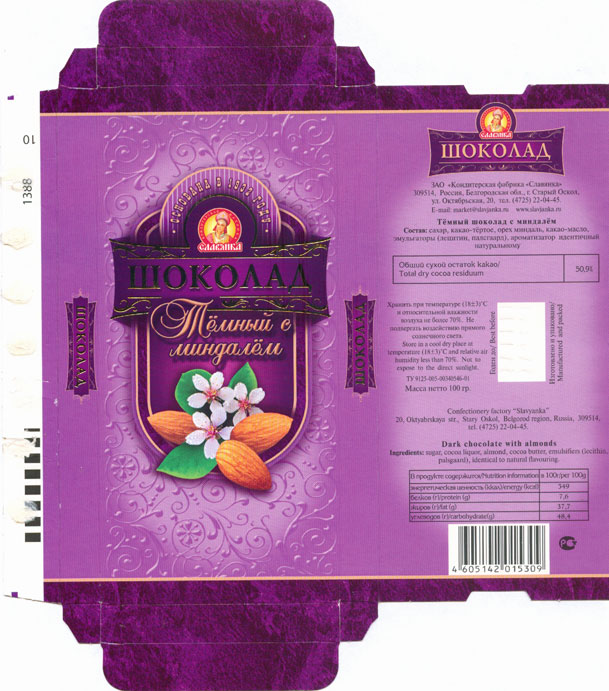 10
1388
ОСНОВАНА В 1930 ГОДУ
СЛАВЯНКА
ШОКОЛАД
Тёмный с
миндалём
ШОКОЛАД
ШОКОЛАД
СЛАВЯНКА
ШОКОЛАД
ЗАО «Кондитерская фабрика «Славянка»
309514, Россия, Белгородская обл., г. Старый Оскол,
ул. Октябрьская, 20, тел. (4725) 22-04-45.
E-mail: market@slavjanka.ru www.slavjanka.ru
Тёмный шоколад с миндалём
Состав: сахар, какао-тёртое, орех миндаль, какао-масло,
эмульгаторы (лецитин, палсгаард), ароматизатор идентичный
натуральному
Общий сухой остаток kakao/
Total dry cocoa residuum
50,91
Хранить при температуре (18±3)°С
и относительной влажности
воздуха не более 70%. Не
подвергать воздействию прямого
солнечного света.
Store in a cool dry place at
temperature (18±3)°C and relative air
humidity less than 70%. Not to
expose to the direct sunlight.
ТУ 9125-005-00340546-01
Масса нетто 100 гр.
Годен до/ Best before
Изготовлено и упаковано/
Manufactured and packed
Confectionery factory "Slavyjanka"
20, Oktyabrskaya str., Stary Oskol, Belgorod region, Russia, 309514,
tel. (4725) 22-04-45.
Dark chocolate with almonds
Ingredients: sugar, cocoa liquor, almond, cocoa butter, emulsifiers (lecithin,
palsgaard), identical to natural flavouring.
В продукте содержится/Nutrition information в 100г/per 100g
энергетическая ценность (kkал)/energy (kcal) 549
белков (г)/protein (g) 7,6
жиров (г)/fat (g) 37,7
углеводов (г)/carbohydrate(g) 48,4
4 605142 015309